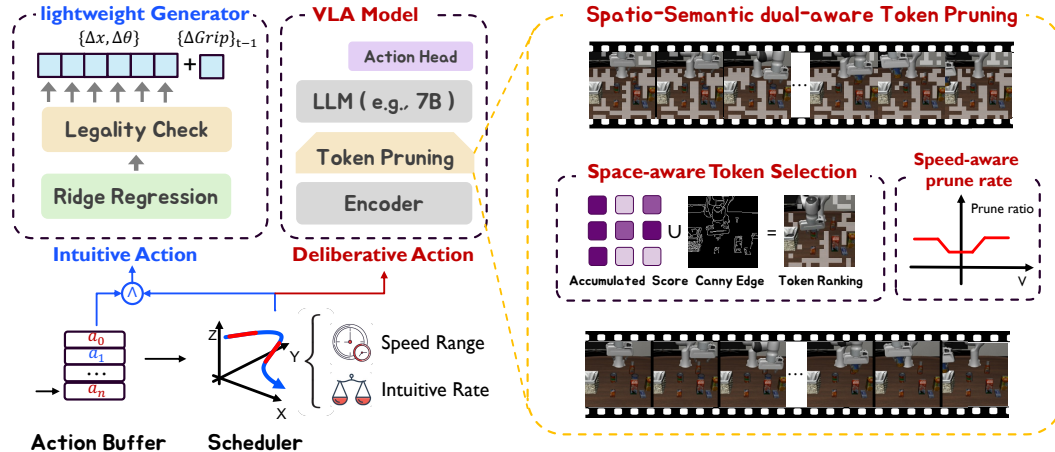 lightweight Generator
{Δx, Δθ} {ΔGrip}t−1
+
Legality Check
Ridge Regression
Intuitive Action
VLA Model
Action Head
LLM ( e.g., 7B )
Token Pruning
Encoder
Deliberative Action
∧
a0
a1
...
an
Action Buffer
Z
Y
X
Scheduler
Speed Range
Intuitive Rate
Spatio-Semantic dual-aware Token Pruning
...
Space-aware Token Selection
∪ =
Accumulated Score Canny Edge Token Ranking
Speed-aware
prune rate
Prune ratio
V
...